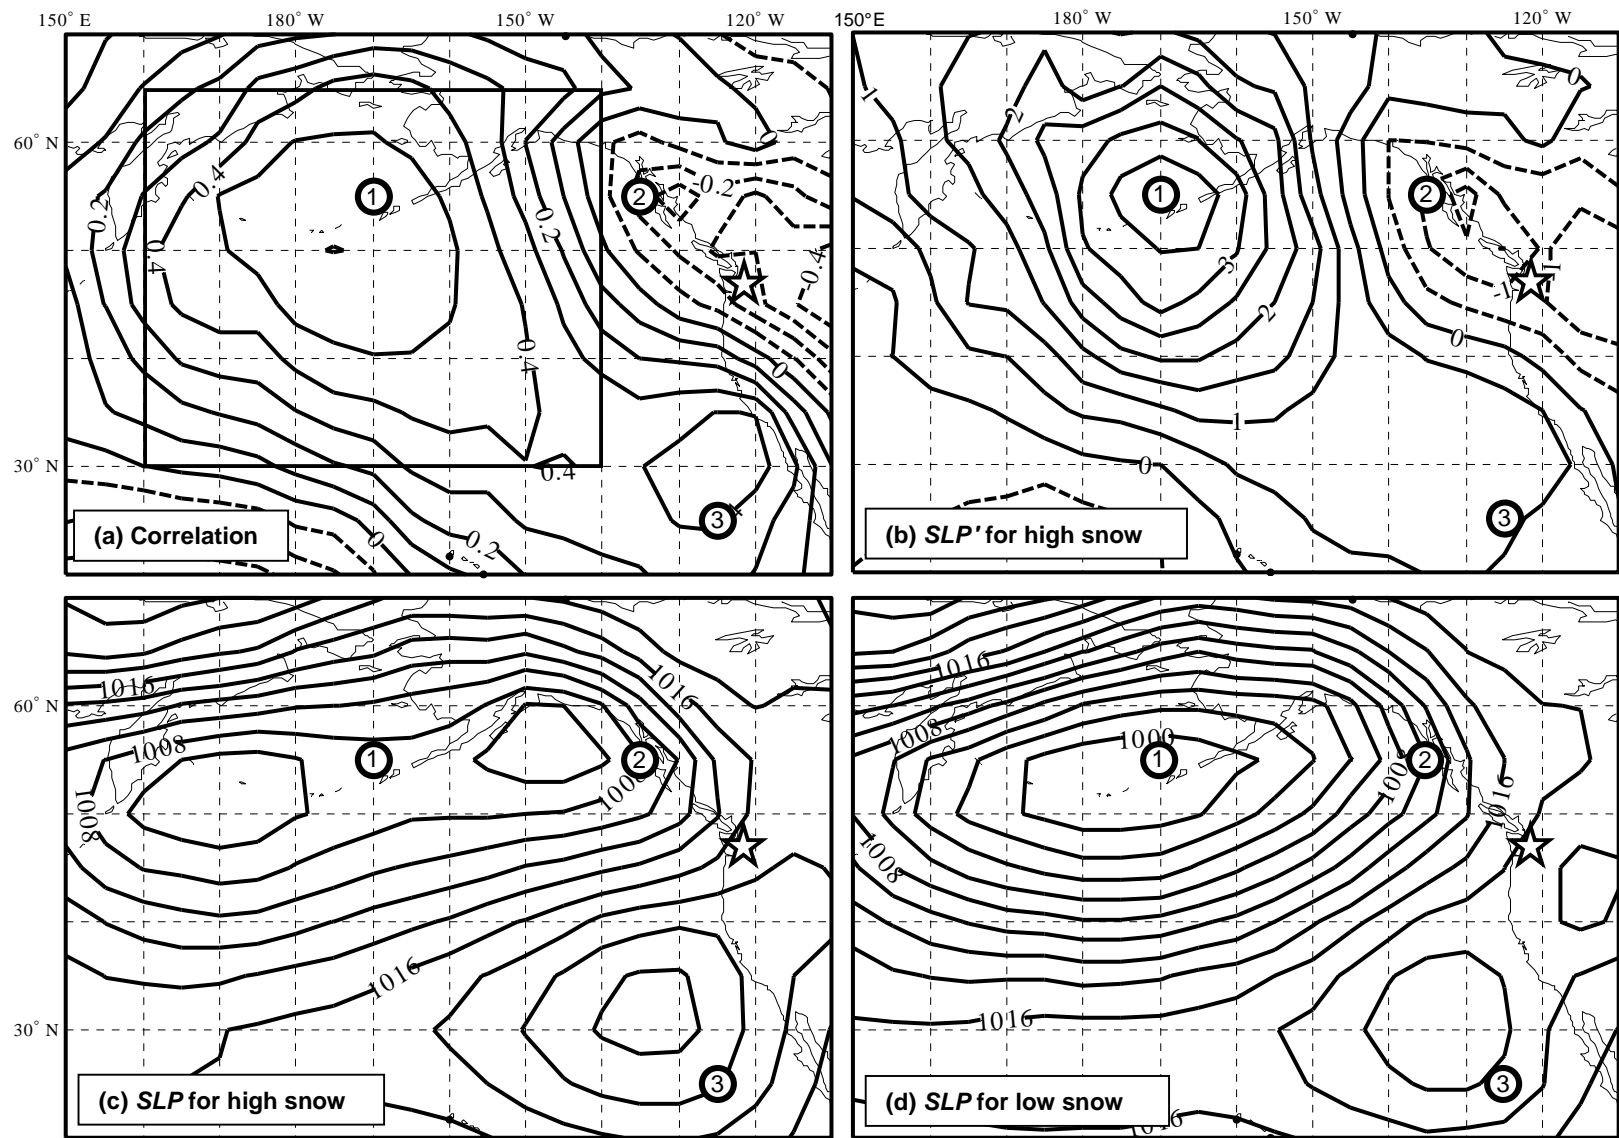 150° E 180° W 150° W 120° W 150°E 180° W 150° W 120° W
60° N
30° N
0.2 0.4 0.4 0.2 0.4 0.4 0 0.2 0 0 -0.2 -0.4
1 2 3
(a) Correlation
1 2 3 2 1 0 0 0 -1 1
1 2 3
(b) SLP' for high snow
60° N
30° N
1016 1008 1008 1016 1008 1016
1 2 3
(c) SLP for high snow
1016 1008 1000 1008 1008 1016 1016 1016
1 2 3
(d) SLP for low snow